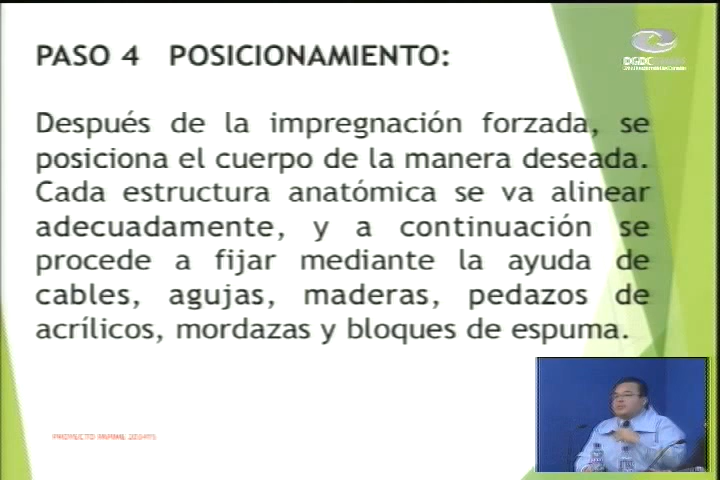 PASO 4 POSICIONAMIENTO:
Después de la impregnación forzada, se
posiciona el cuerpo de la manera deseada.
Cada estructura anatómica se va alinear
adecuadamente, y a continuación se
procede a fijar mediante la ayuda de
cables, agujas, maderas, pedazos de
acrílicos, mordazas y bloques de espuma.